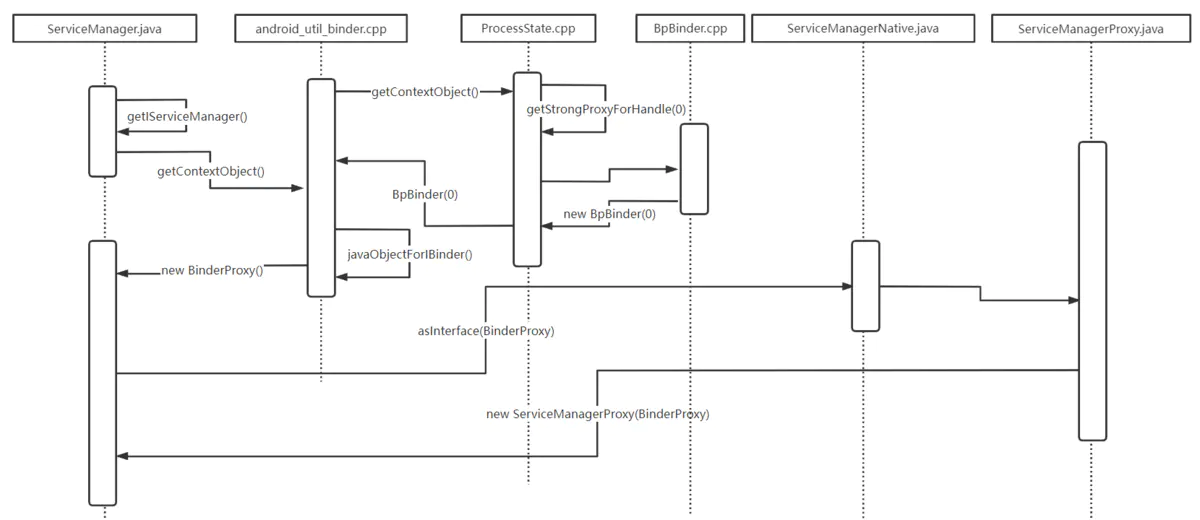 ServiceManager.java
android_util_binder.cpp
ProcessState.cpp
BpBinder.cpp
ServiceManagerNative.java
ServiceManagerProxy.java
getContextObject()
getStrongProxyForHandle(0)
getIServiceManager()
getContextObject()
BpBinder(0)
new BpBinder(0)
javaObjectForIBinder()
new BinderProxy()
asInterface(BinderProxy)
new ServiceManagerProxy(BinderProxy)